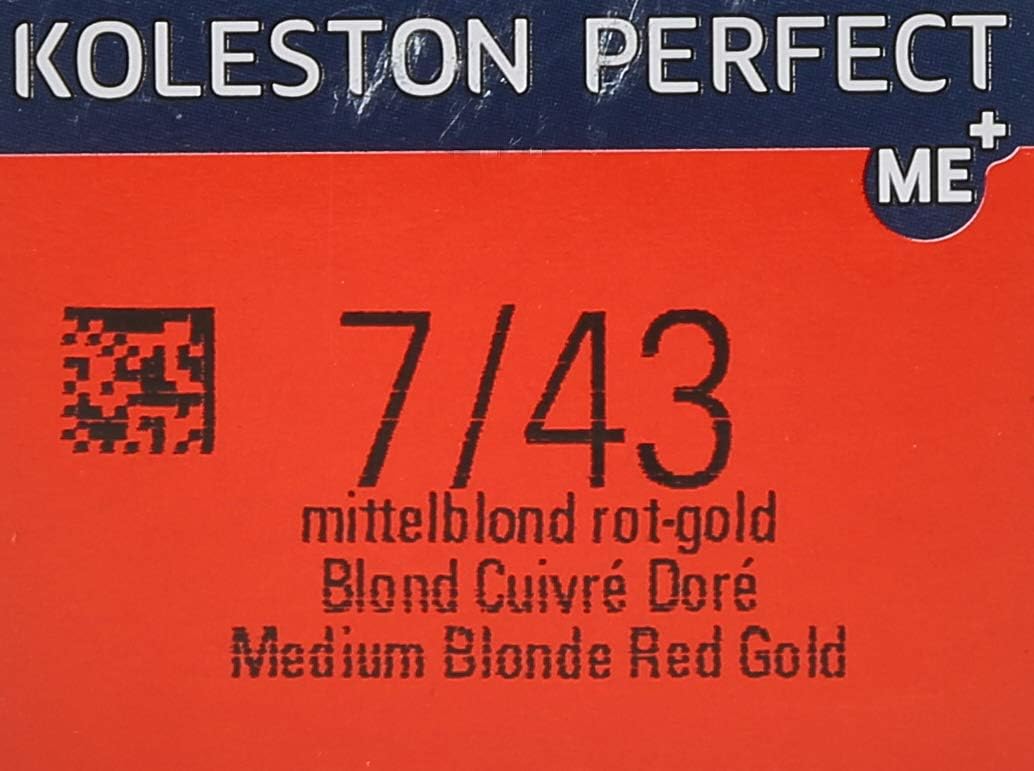 KOLESTON PERFECT
ME+
7/43
mittelblond rot-gold
Blond Cuivré Doré
Medium Blonde Red Gold